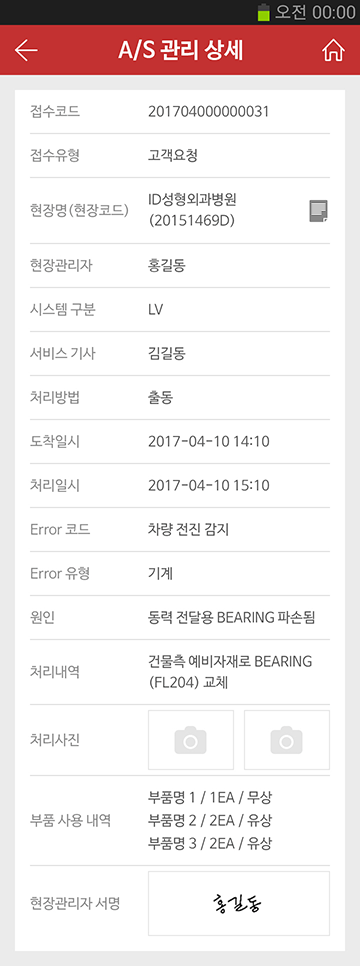 오전 00:00
A/S 관리 상세
접수코드 201704000000031
접수유형 고객요청
현장명(현장코드) ID성형외과병원
(20151469D)
현장관리자 홍길동
시스템 구분 LV
서비스 기사 김길동
처리방법 출동
도착일시 2017-04-10 14:10
처리일시 2017-04-10 15:10
Error 코드 차량 전진 감지
Error 유형 기계
원인 동력 전달용 BEARING 파손됨
처리내역 건물측 예비자재로 BEARING
(FL204) 교체
처리사진
부품 사용 내역 부품명 1 / 1EA / 무상
부품명 2 / 2EA / 유상
부품명 3 / 2EA / 유상
현장관리자 서명 홍길동